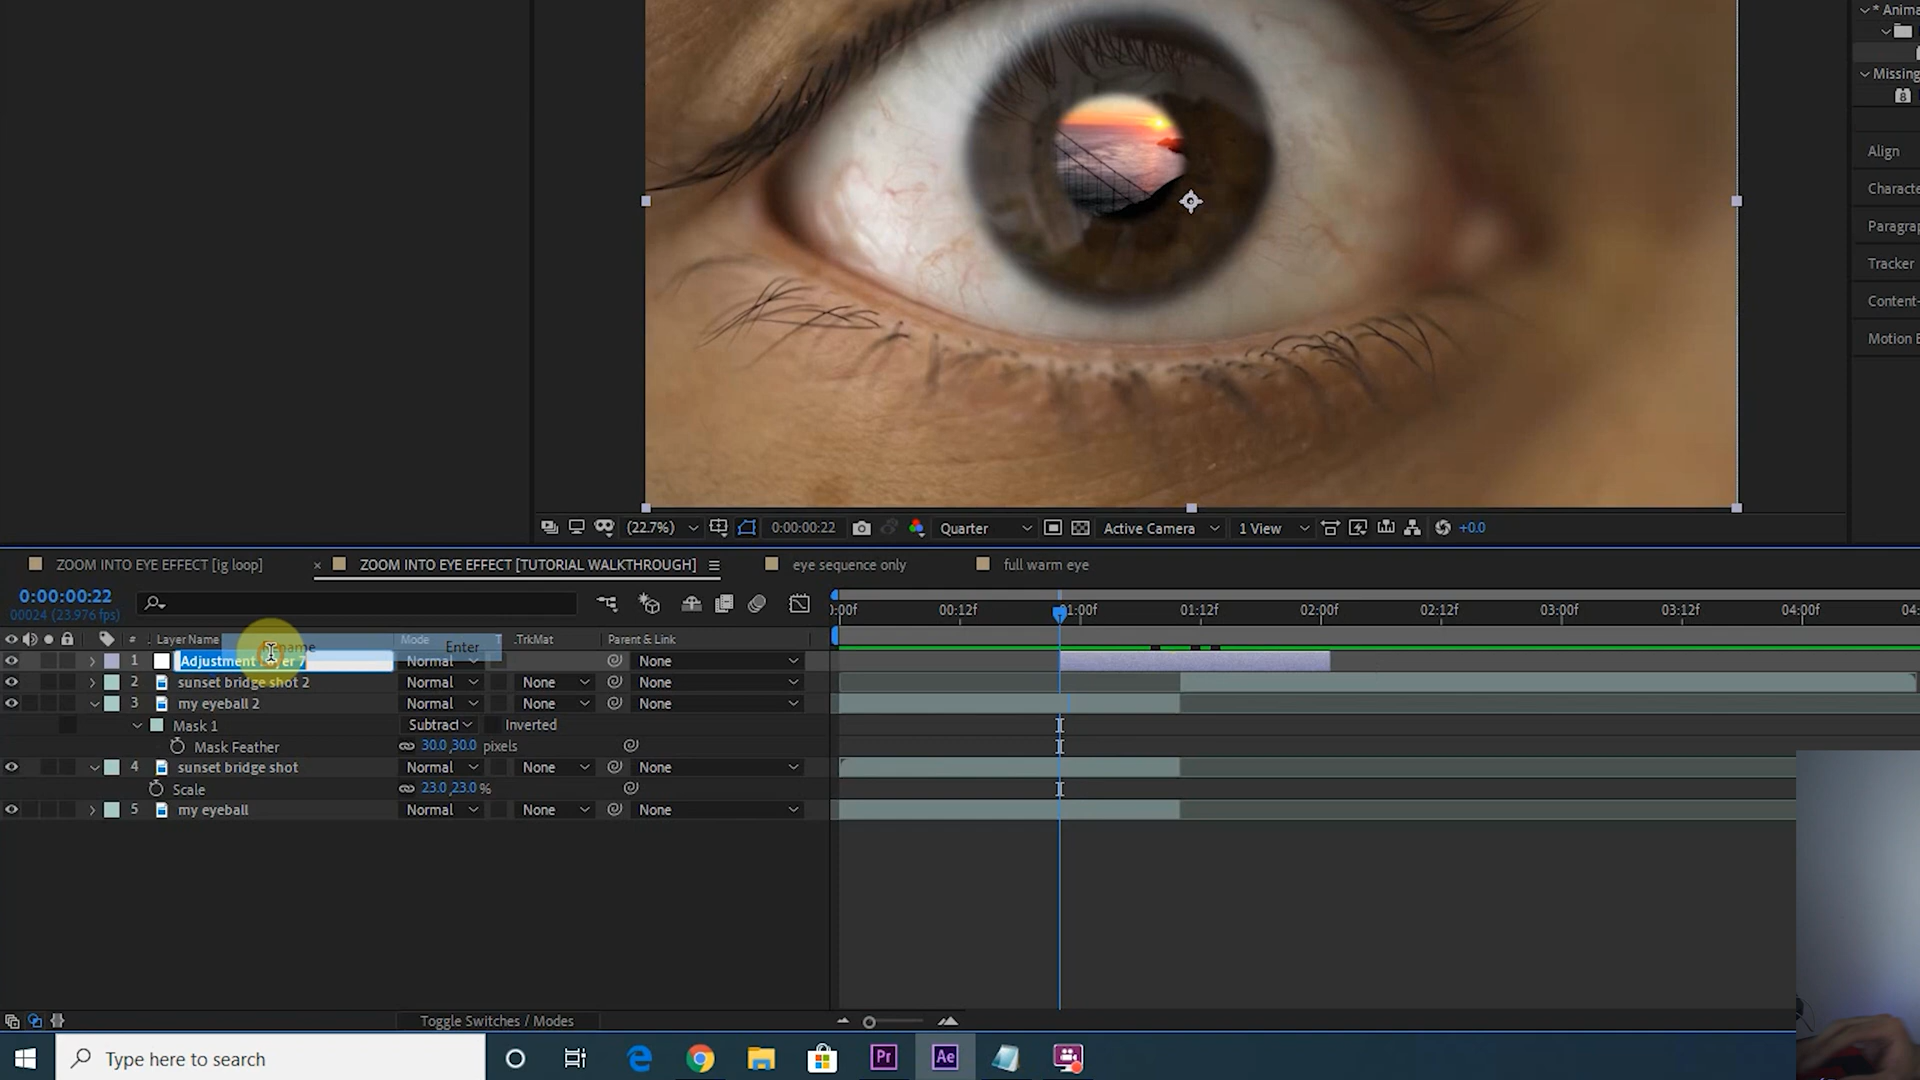 * Anima
Missing
Align
Characte
Paragrap
Tracker
Content-
Motion E
(22.7%) 0:00:00:22 Quarter Active Camera 1 View +0.0
ZOOM INTO EYE EFFECT [ig loop] × ZOOM INTO EYE EFFECT [TUTORIAL WALKTHROUGH] eye sequence only full warm eye
0:00:00:22
00024 (23.976 fps)
):00f 00:12f 01:00f 01:12f 02:00f 02:12f 03:00f 03:12f 04:00f 04:
# Layer Name Mode T .TrkMat Parent & Link
Rename Enter
1 Adjustment Layer 7 Normal None
2 sunset bridge shot 2 Normal None None
3 my eyeball 2 Normal None None
Mask 1 Subtract Inverted
Mask Feather 30.0,30.0 pixels
4 sunset bridge shot Normal None None
Scale 23.0,23.0%
5 my eyeball Normal None None
Toggle Switches / Modes
Type here to search Pr Ae